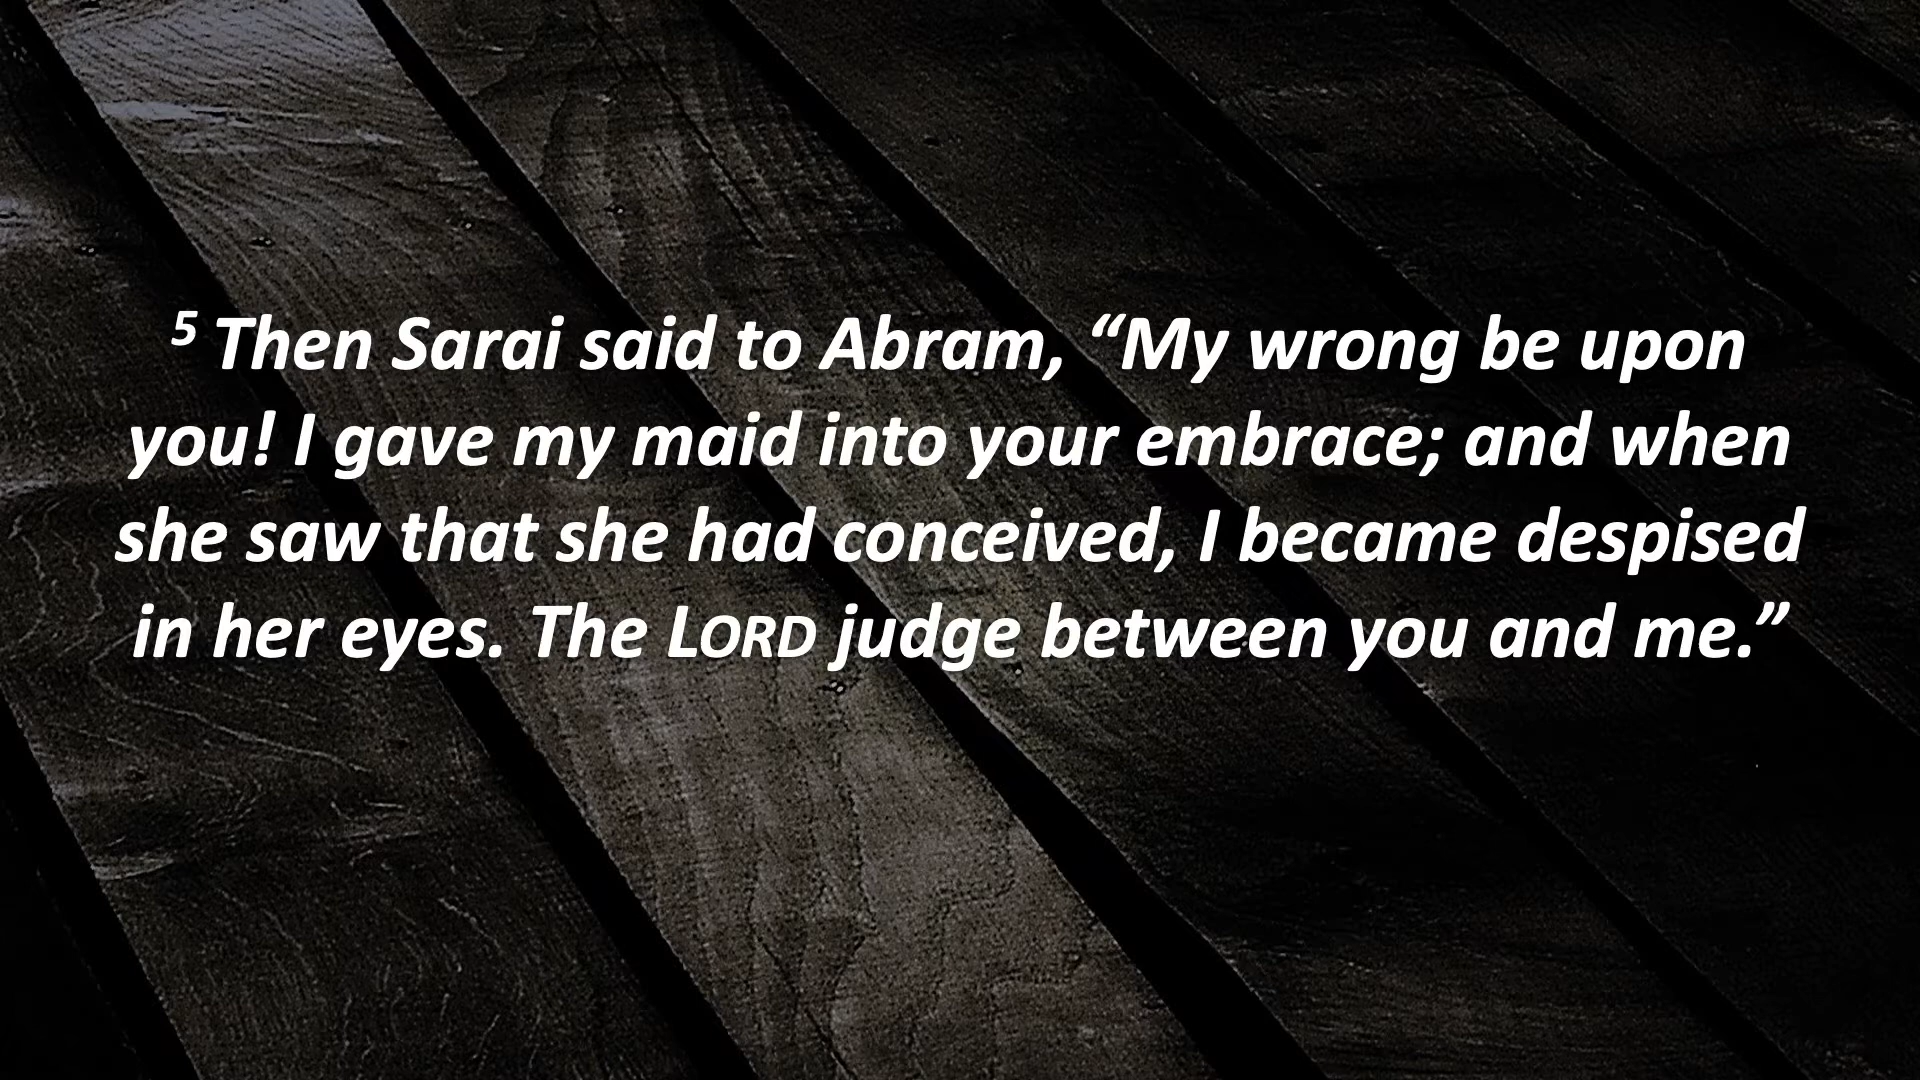 ⁵ Then Sarai said to Abram, “My wrong be upon
you! I gave my maid into your embrace; and when
she saw that she had conceived, I became despised
in her eyes. The LORD judge between you and me.”